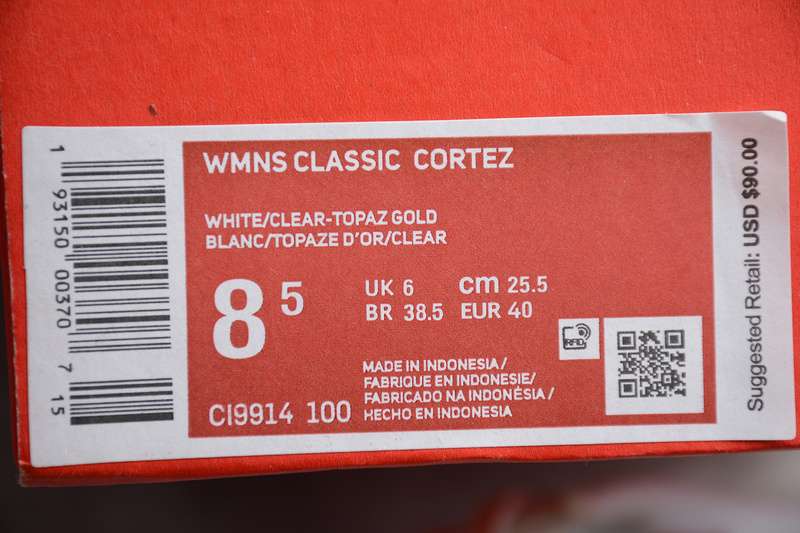 WMNS CLASSIC CORTEZ
WHITE/CLEAR-TOPAZ GOLD
BLANC/TOPAZE D'OR/CLEAR
8 5
UK 6 cm 25.5
BR 38.5 EUR 40
MADE IN INDONESIA/
FABRIQUE EN INDONESIE/
FABRICADO NA INDONÉSIA /
HECHO EN INDONESIA
CI9914 100
RFID
1 93150 00370 7 15
Suggested Retail: USD $90.00